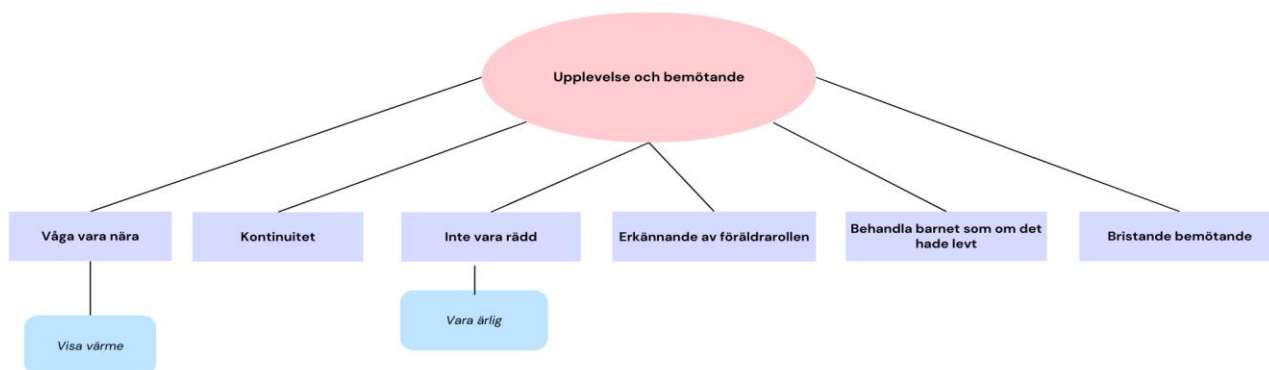 Upplevelse och bemötande
Våga vara nära
Kontinuitet
Inte vara rädd
Erkännande av föräldrarollen
Behandla barnet som om det
hade levt
Bristande bemötande
Visa värme
Vara ärlig